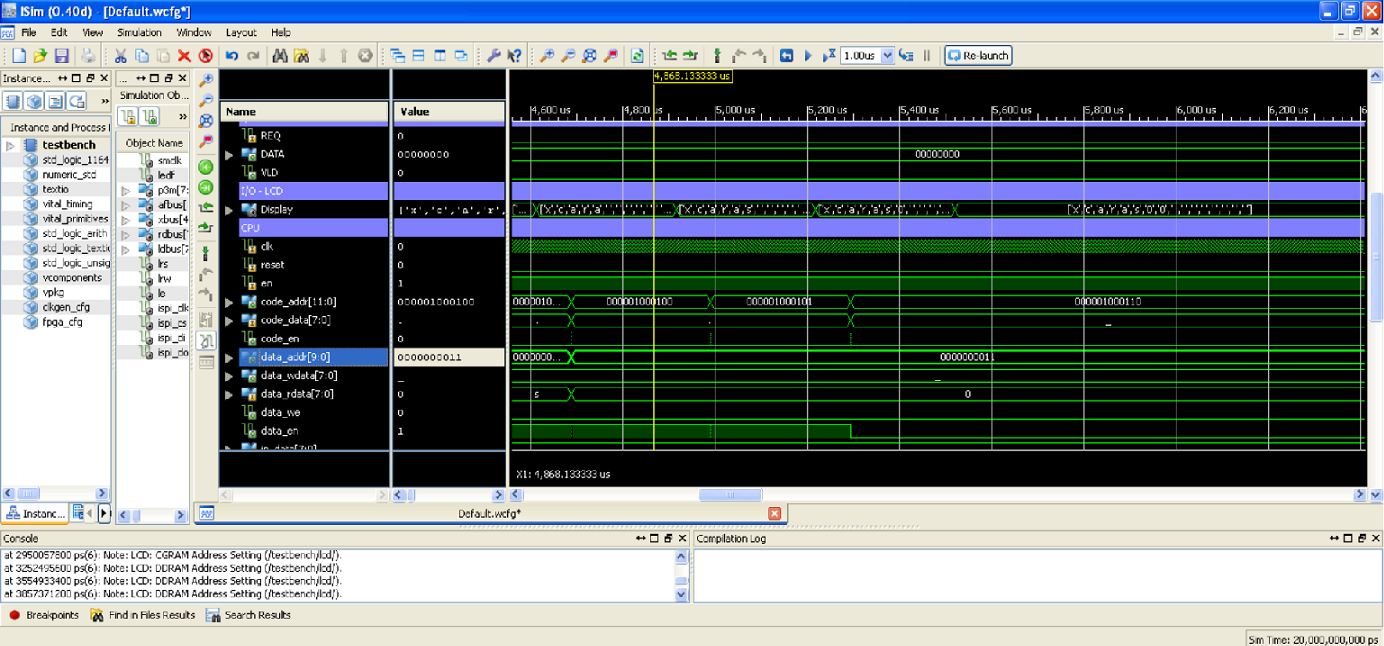 ISim (O.40d) - [Default.wcfg*]
File Edit View Simulation Window Layout Help
1.00us Re-launch
Instance...
Simulation Ob...
Instance and Process
Object Name
testbench
std_logic_1164
numeric_std
textio
vital_timing
vital_primitives
std_logic_arith
std_logic_textio
std_logic_unsig
vcomponents
vpkg
clkgen_cfg
fpga_cfg
smclk
ledf
p3m[7:
afbus[
xbus[4
rdbus[7
ldbus[7
lrs
lrw
le
ispi_clk
ispi_cs
ispi_di
ispi_do
4,868.133333 us
Name Value
4,600 us 4,800 us 5,000 us 5,200 us 5,400 us 5,600 us 5,800 us 6,000 us 6,200 us
REQ 0
DATA 00000000 00000000
VLD 0
I/O - LCD
Display
CPU
clk 0
reset 0
en 1
code_addr[11:0] 000001000100 0000010... 000001000100 000001000101 000001000110
code_data[7:0] . . . _
code_en 0
data_addr[9:0] 0000000011 0000000... 0000000011
data_wdata[7:0] _ _
data_rdata[7:0] 0 s 0
data_we 0
data_en 1
X1: 4,868.133333 us
Instanc...
Default.wcfg*
Console
Compilation Log
at 2950057800 ps(6): Note: LCD: CGRAM Address Setting (/testbench/lcd/).
at 3252495600 ps(6): Note: LCD: DDRAM Address Setting (/testbench/lcd/).
at 3554933400 ps(6): Note: LCD: DDRAM Address Setting (/testbench/lcd/).
at 3857371200 ps(6): Note: LCD: DDRAM Address Setting (/testbench/lcd/).
Breakpoints Find in Files Results Search Results
Sim Time: 20,000,000,000 ps